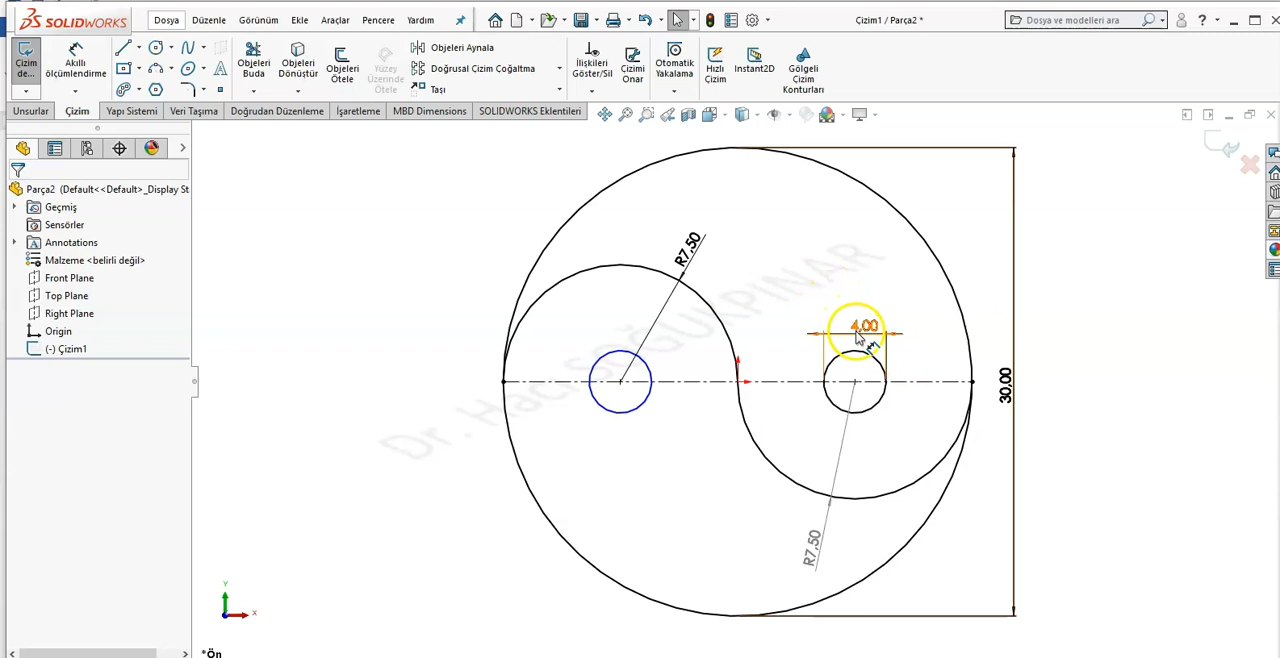 SOLIDWORKS
Dosya Düzenle Görünüm Ekle Araçlar Pencere Yardım
Çizim1 / Parça2 *
Dosya ve modelleri ara
Çizim de...
Akıllı ölçümlendirme
Objeleri Buda
Objeleri Dönüştür
Objeleri Ötele
Yüzey Üzerinde Ötele
Objeleri Aynala
Doğrusal Çizim Çoğaltma
Taşı
İlişkileri Göster/Sil
Çizimi Onar
Otomatik Yakalama
Hızlı Çizim
Instant2D
Gölgeli Çizim Konturları
Unsurlar Çizim Yapı Sistemi Veri Taşıma Doğrudan Düzenleme İşaretleme MBD Dimensions SOLIDWORKS Eklentileri
Parça2 (Default<<Default>_Display St
Geçmiş
Sensörler
Annotations
Malzeme <belirli değil>
Front Plane
Top Plane
Right Plane
Origin
(-) Çizim1
R7,50
4,00
30,00
R7,50
Dr. Hacı SOĞUKPINAR
Y
X
*Ön